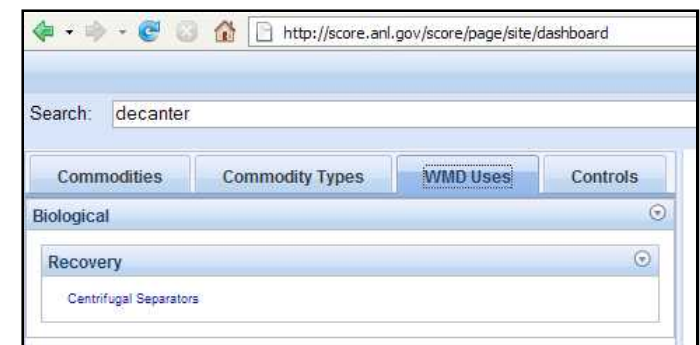 http://score.anl.gov/score/page/site/dashboard
Search: decanter
Commodities Commodity Types WMD Uses Controls
Biological
Recovery
Centrifugal Separators